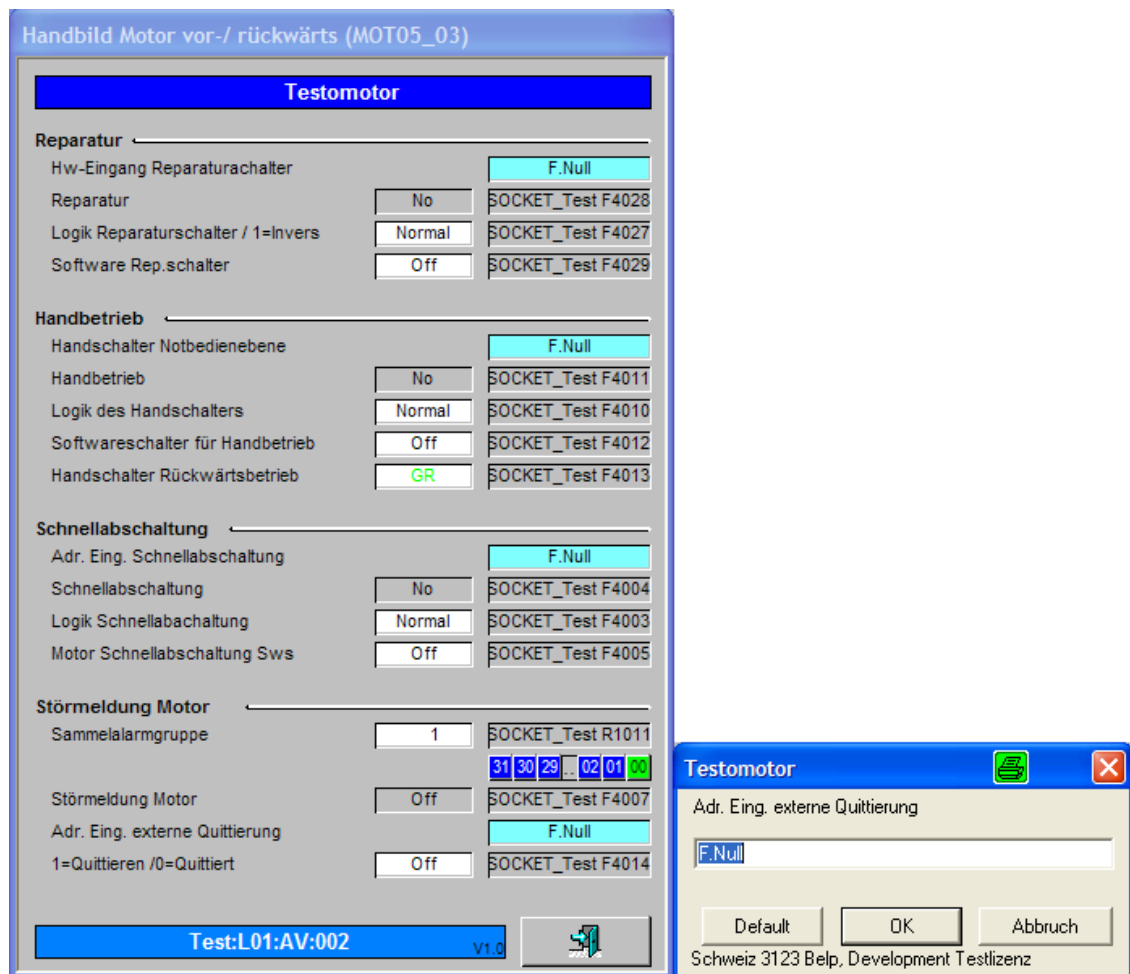 Handbild Motor vor-/ rückwärts (MOT05_03)
Testomotor
Reparatur
Hw-Eingang Reparaturachalter F.Null
Reparatur No SOCKET_Test F4028
Logik Reparaturschalter / 1=Invers Normal SOCKET_Test F4027
Software Rep.schalter Off SOCKET_Test F4029
Handbetrieb
Handschalter Notbedienebene F.Null
Handbetrieb No SOCKET_Test F4011
Logik des Handschalters Normal SOCKET_Test F4010
Softwareschalter für Handbetrieb Off SOCKET_Test F4012
Handschalter Rückwärtsbetrieb GR SOCKET_Test F4013
Schnellabschaltung
Adr. Eing. Schnellabschaltung F.Null
Schnellabschaltung No SOCKET_Test F4004
Logik Schnellabachaltung Normal SOCKET_Test F4003
Motor Schnellabschaltung Sws Off SOCKET_Test F4005
Störmeldung Motor
Sammelalarmgruppe 1 SOCKET_Test R1011
31 30 29 .. 02 01 00
Störmeldung Motor Off SOCKET_Test F4007
Adr. Eing. externe Quittierung F.Null
1=Quittieren /0=Quittiert Off SOCKET_Test F4014
Test:L01:AV:002 V1.0
Testomotor
Adr. Eing. externe Quittierung
F.Null
Default OK Abbruch
Schweiz 3123 Belp, Development Testlizenz